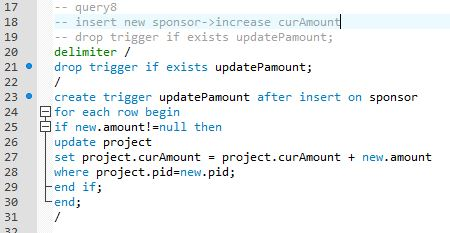 17 -- query8
18 -- insert new sponsor->increase curAmount
19 -- drop trigger if exists updatePamount;
20 delimiter /
21 drop trigger if exists updatePamount;
22 /
23 create trigger updatePamount after insert on sponsor
24 for each row begin
25 if new.amount!=null then
26 update project
27 set project.curAmount = project.curAmount + new.amount
28 where project.pid=new.pid;
29 end if;
30 end;
31 /
32